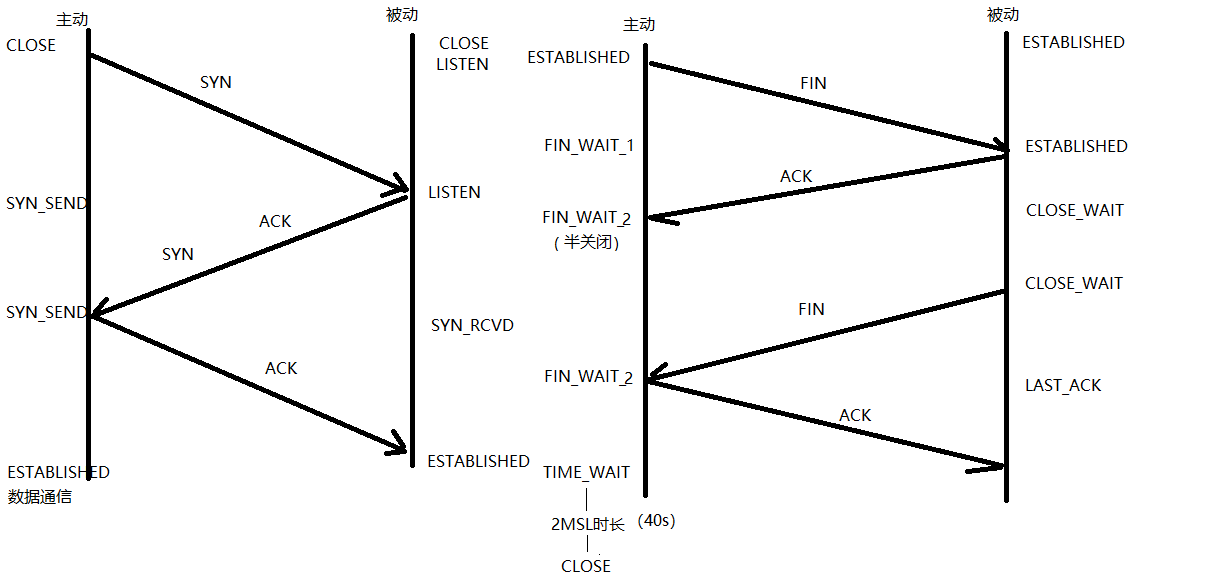 主动
被动
CLOSE
CLOSE
LISTEN
SYN
LISTEN
SYN_SEND
ACK
SYN
SYN_SEND
SYN_RCVD
ACK
ESTABLISHED
ESTABLISHED
数据通信
主动
被动
ESTABLISHED
ESTABLISHED
FIN
FIN_WAIT_1
ESTABLISHED
ACK
FIN_WAIT_2
(半关闭)
CLOSE_WAIT
CLOSE_WAIT
FIN
FIN_WAIT_2
LAST_ACK
ACK
TIME_WAIT
2MSL时长 (40s)
CLOSE